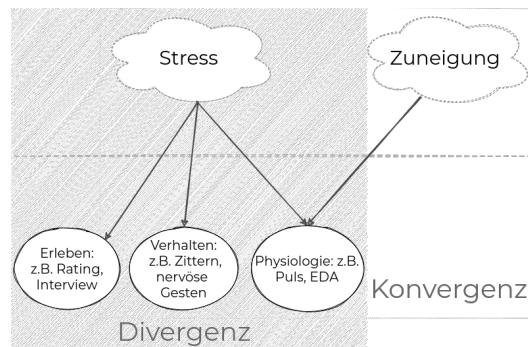 Stress
Zuneigung
Erleben:
z.B. Rating,
Interview
Verhalten:
z.B. Zittern,
nervöse
Gesten
Physiologie: z.B.
Puls, EDA
Konvergenz
Divergenz